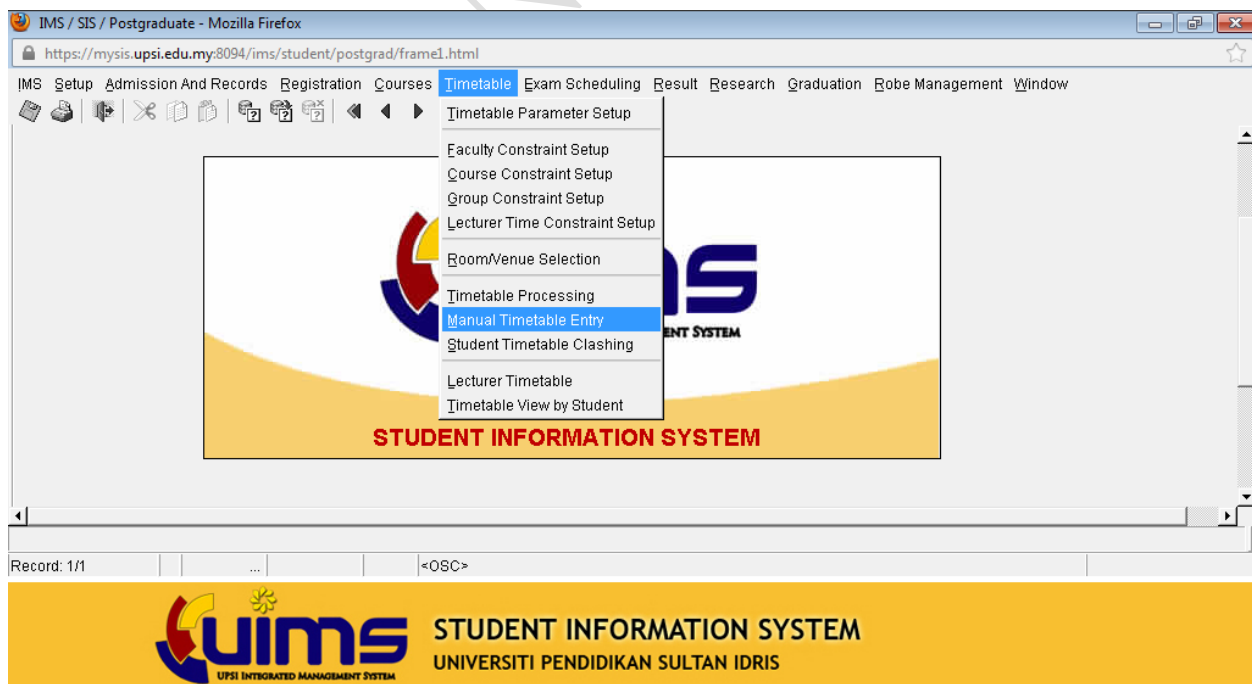 IMS / SIS / Postgraduate - Mozilla Firefox
https://mysis.upsi.edu.my:8094/ims/student/postgrad/frame1.html
IMS Setup Admission And Records Registration Courses Timetable Exam Scheduling Result Research Graduation Robe Management Window
Timetable Parameter Setup
Faculty Constraint Setup
Course Constraint Setup
Group Constraint Setup
Lecturer Time Constraint Setup
Room/Venue Selection
Timetable Processing
Manual Timetable Entry
Student Timetable Clashing
Lecturer Timetable
Timetable View by Student
ENT SYSTEM
STUDENT INFORMATION SYSTEM
Record: 1/1 ... <OSC>
uims
UPSI INTEGRATED MANAGEMENT SYSTEM
STUDENT INFORMATION SYSTEM
UNIVERSITI PENDIDIKAN SULTAN IDRIS